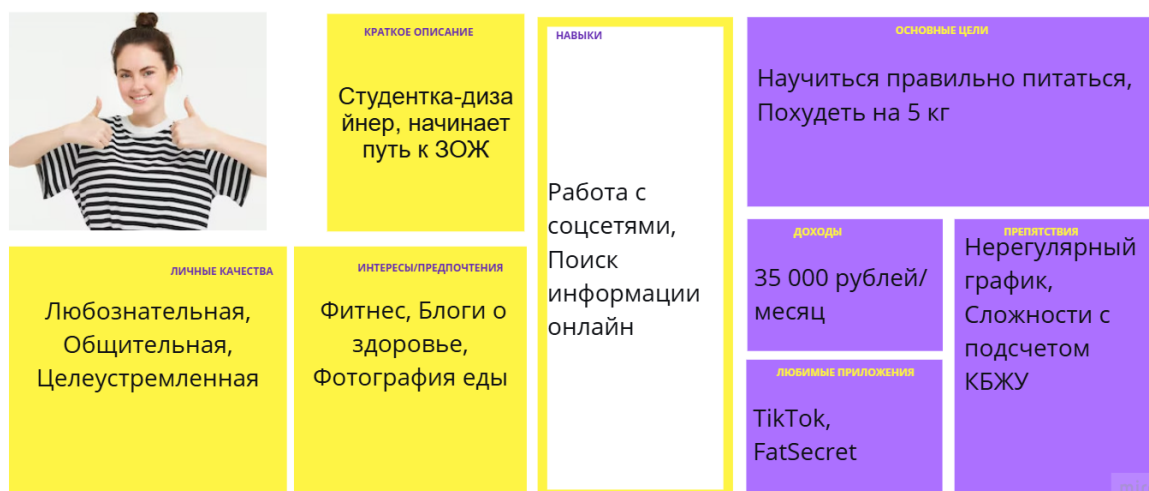 КРАТКОЕ ОПИСАНИЕ
Студентка-диза
йнер, начинает
путь к ЗОЖ
ЛИЧНЫЕ КАЧЕСТВА
Любознательная,
Общительная,
Целеустремленная
ИНТЕРЕСЫ/ПРЕДПОЧТЕНИЯ
Фитнес, Блоги о
здоровье,
Фотография еды
НАВЫКИ
Работа с
соцсетями,
Поиск
информации
онлайн
ОСНОВНЫЕ ЦЕЛИ
Научиться правильно питаться,
Похудеть на 5 кг
ДОХОДЫ
35 000 рублей/
месяц
ЛЮБИМЫЕ ПРИЛОЖЕНИЯ
TikTok,
FatSecret
ПРЕПЯТСТВИЯ
Нерегулярный
график,
Сложности с
подсчетом
КБЖУ